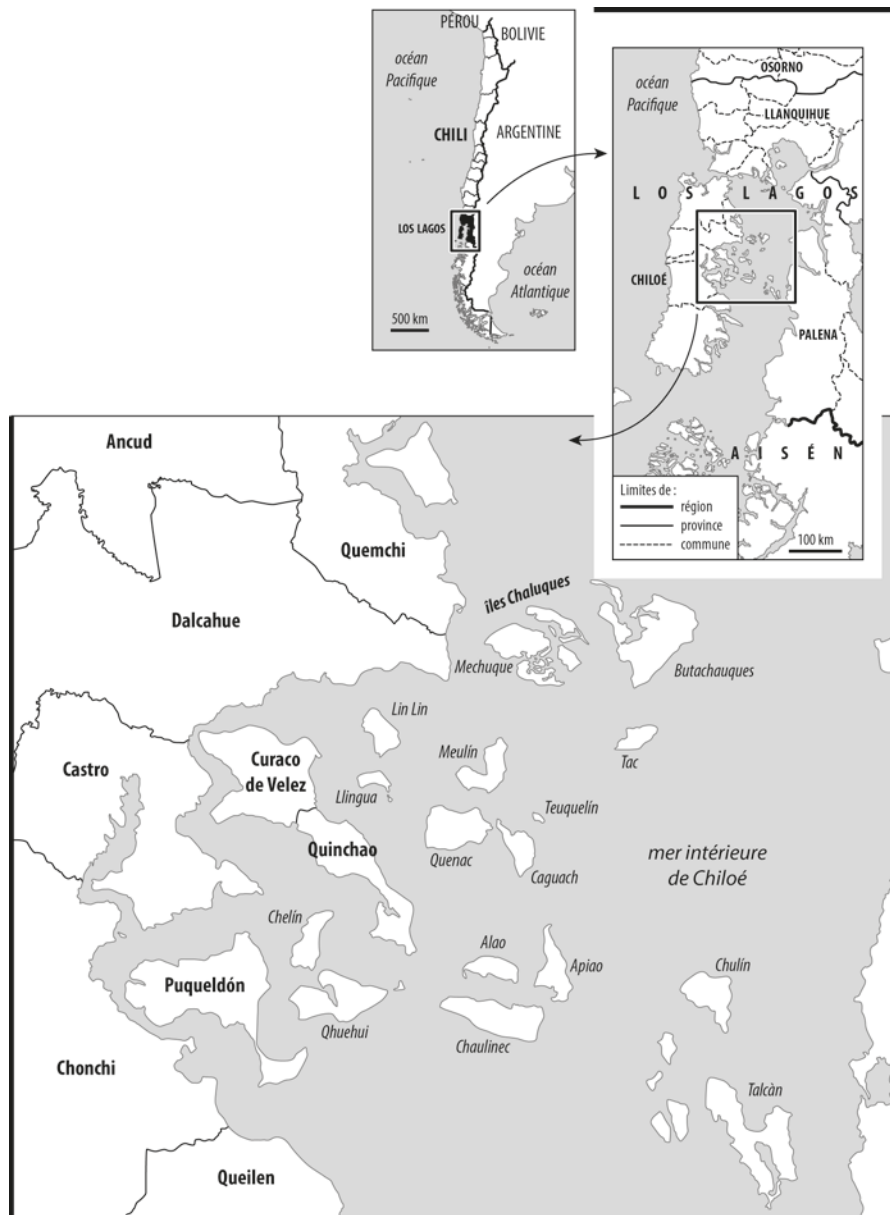 PÉROU
BOLIVIE
océan
Pacifique
CHILI
ARGENTINE
LOS LAGOS
océan
Atlantique
500 km
OSORNO
océan
Pacifique
LLANQUIHUE
LOS LAGOS
CHILOÉ
PALENA
AISÉN
Limites de :
région
province
commune
100 km
Ancud
Quemchi
Dalcahue
îles Chaluques
Mechuque
Butachauques
Lin Lin
Meulín
Tac
Castro
Curaco
de Velez
Llingua
Teuquelín
Quinchao
Quenac
Caguach
mer intérieure
de Chiloé
Chelín
Alao
Apiao
Chulín
Puqueldón
Qhuehui
Chaulinec
Chonchi
Talcàn
Queilen